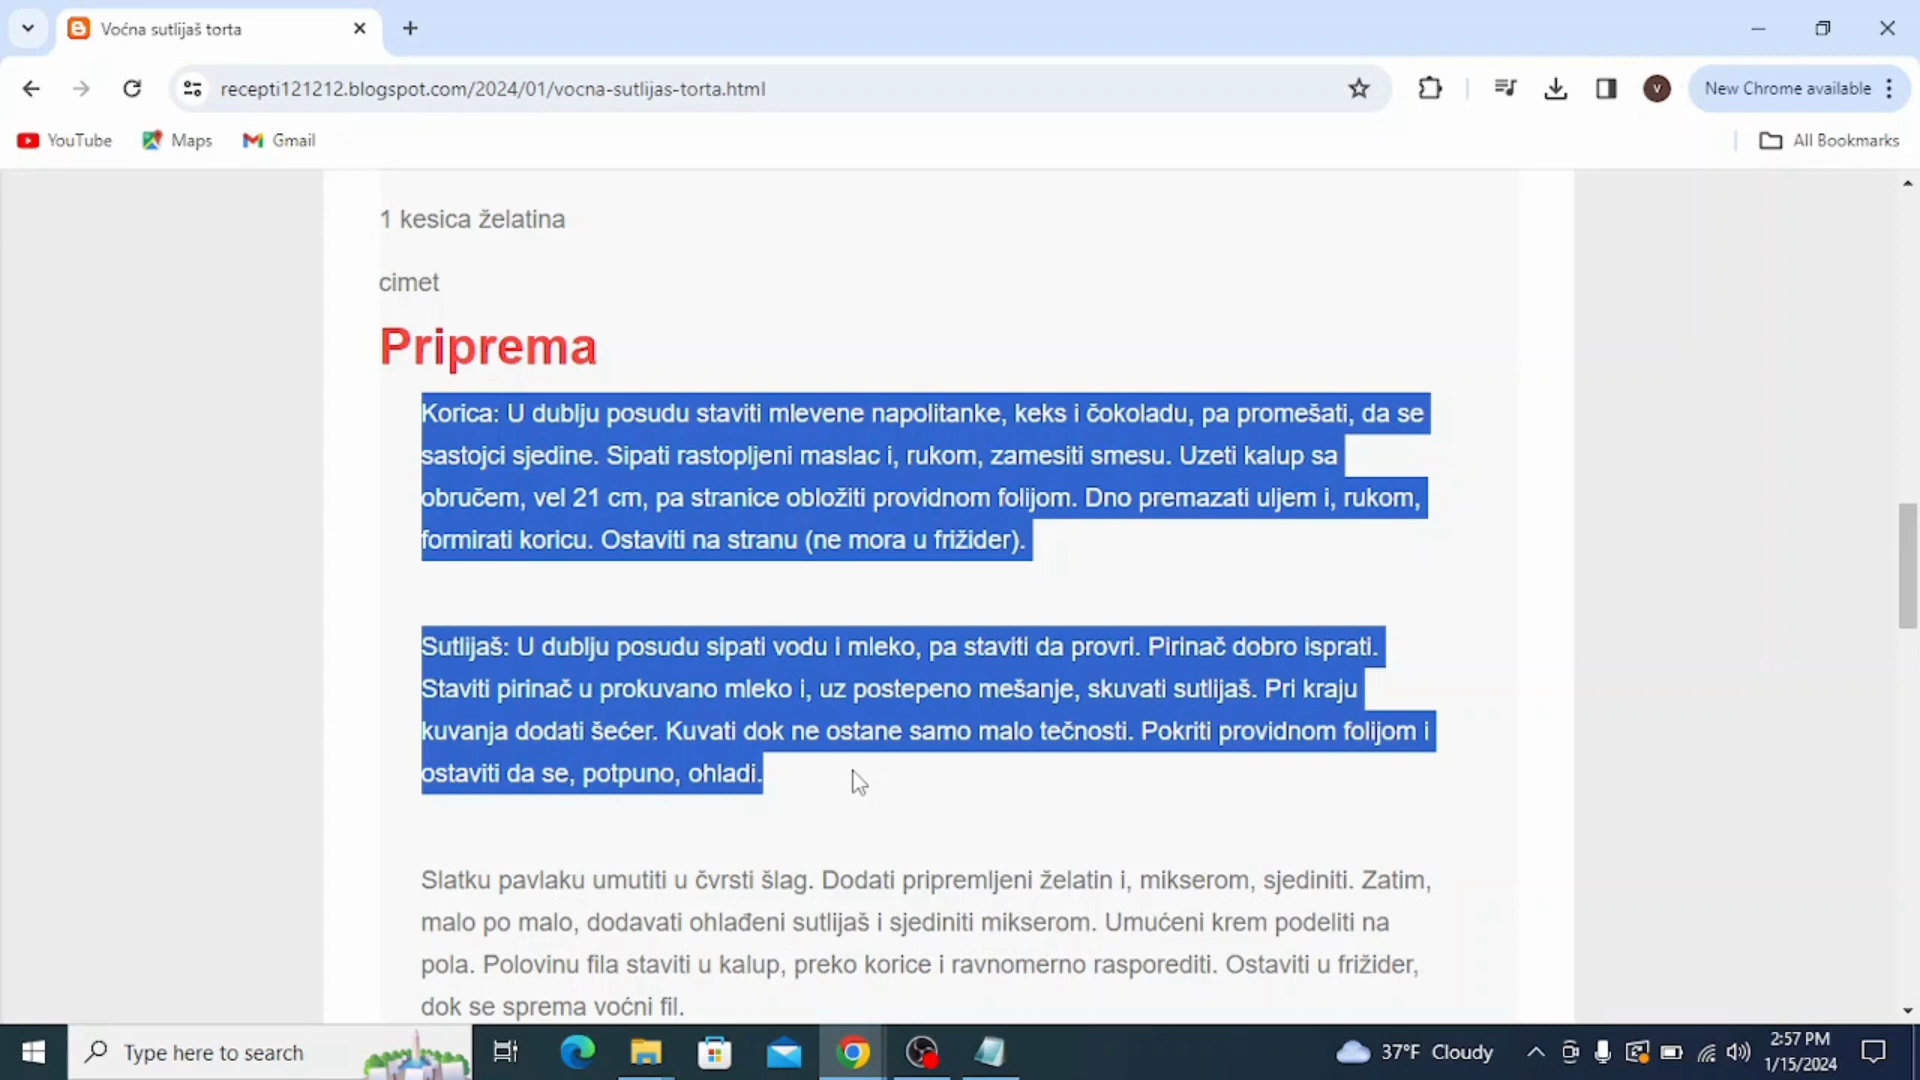 Voćna sutlijaš torta
recepti121212.blogspot.com/2024/01/vocna-sutlijas-torta.html
V
New Chrome available
YouTube
Maps
Gmail
All Bookmarks
1 kesica želatina
cimet
Priprema
Korica: U dublju posudu staviti mlevene napolitanke, keks i čokoladu, pa promešati, da se
sastojci sjedine. Sipati rastopljeni maslac i, rukom, zamesiti smesu. Uzeti kalup sa
obručem, vel 21 cm, pa stranice obložiti providnom folijom. Dno premazati uljem i, rukom,
formirati koricu. Ostaviti na stranu (ne mora u frižider).
Sutlijaš: U dublju posudu sipati vodu i mleko, pa staviti da provri. Pirinač dobro isprati.
Staviti pirinač u prokuvano mleko i, uz postepeno mešanje, skuvati sutlijaš. Pri kraju
kuvanja dodati šećer. Kuvati dok ne ostane samo malo tečnosti. Pokriti providnom folijom i
ostaviti da se, potpuno, ohladi.
Slatku pavlaku umutiti u čvrsti šlag. Dodati pripremljeni želatin i, mikserom, sjediniti. Zatim,
malo po malo, dodavati ohlađeni sutlijaš i sjediniti mikserom. Umućeni krem podeliti na
pola. Polovinu fila staviti u kalup, preko korice i ravnomerno rasporediti. Ostaviti u frižider,
dok se sprema voćni fil.
Type here to search
37°F Cloudy
2:57 PM
1/15/2024